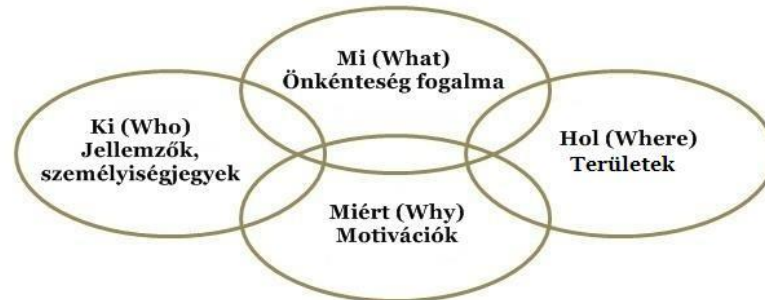 Mi (What)
Önkénteség fogalma
Ki (Who)
Jellemzők,
személyiségjegyek
Hol (Where)
Területek
Miért (Why)
Motivációk